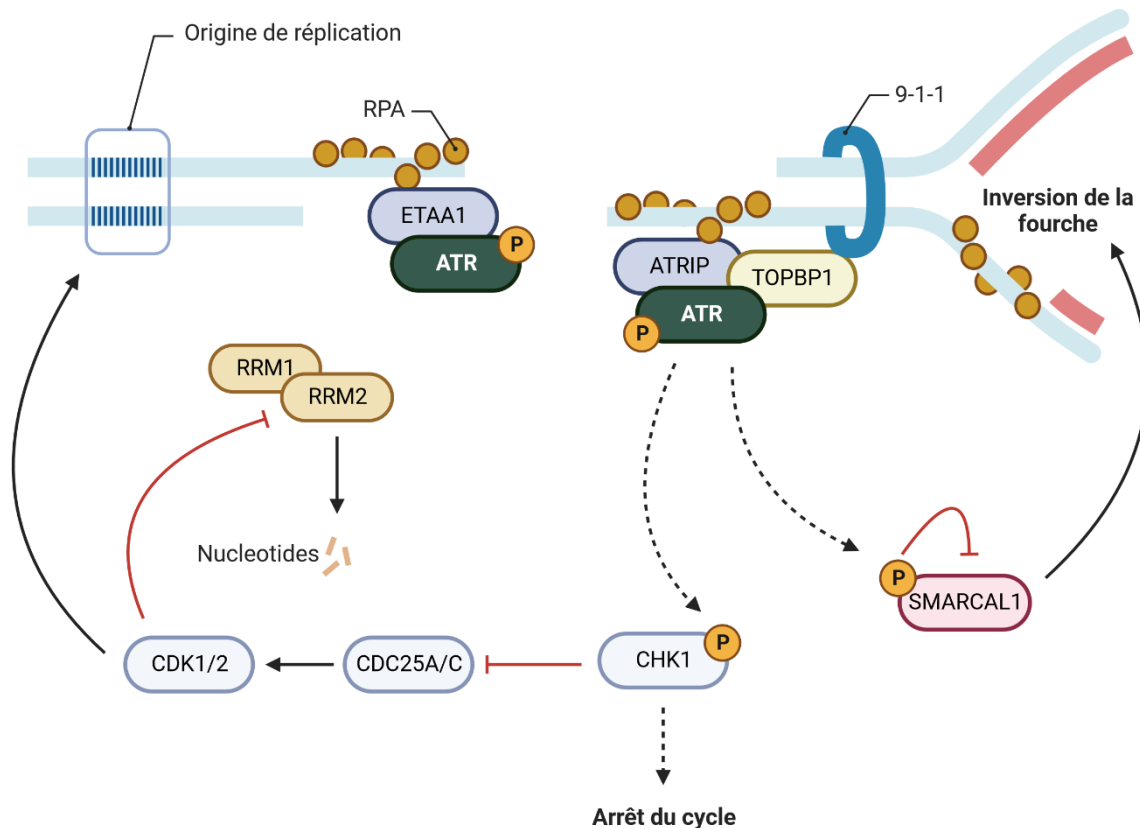 Origine de réplication
RPA
9-1-1
ETAA1
P
ATR
Inversion de la
fourche
ATRIP
TOPBP1
ATR
P
RRM1
RRM2
Nucleotides
P
SMARCAL1
P
CDK1/2
CDC25A/C
CHK1
Arrêt du cycle